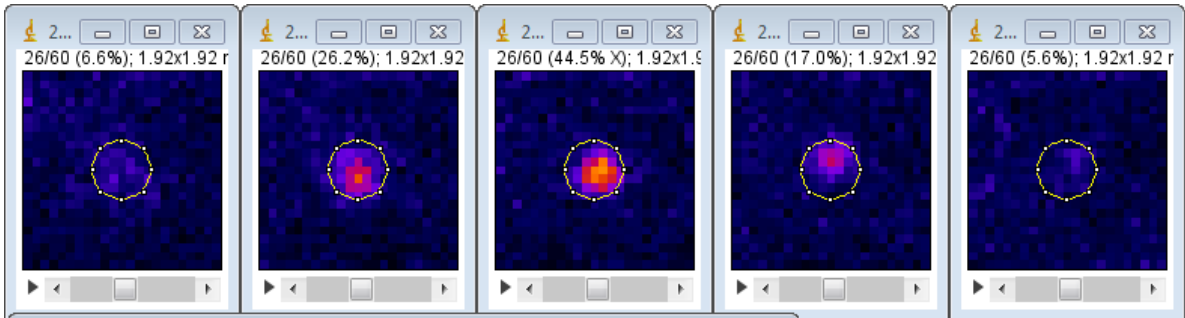 2...
2...
2...
2...
2...
26/60 (6.6%); 1.92x1.92 r
26/60 (26.2%); 1.92x1.92
26/60 (44.5% X); 1.92x1.9
26/60 (17.0%); 1.92x1.92
26/60 (5.6%); 1.92x1.92 r